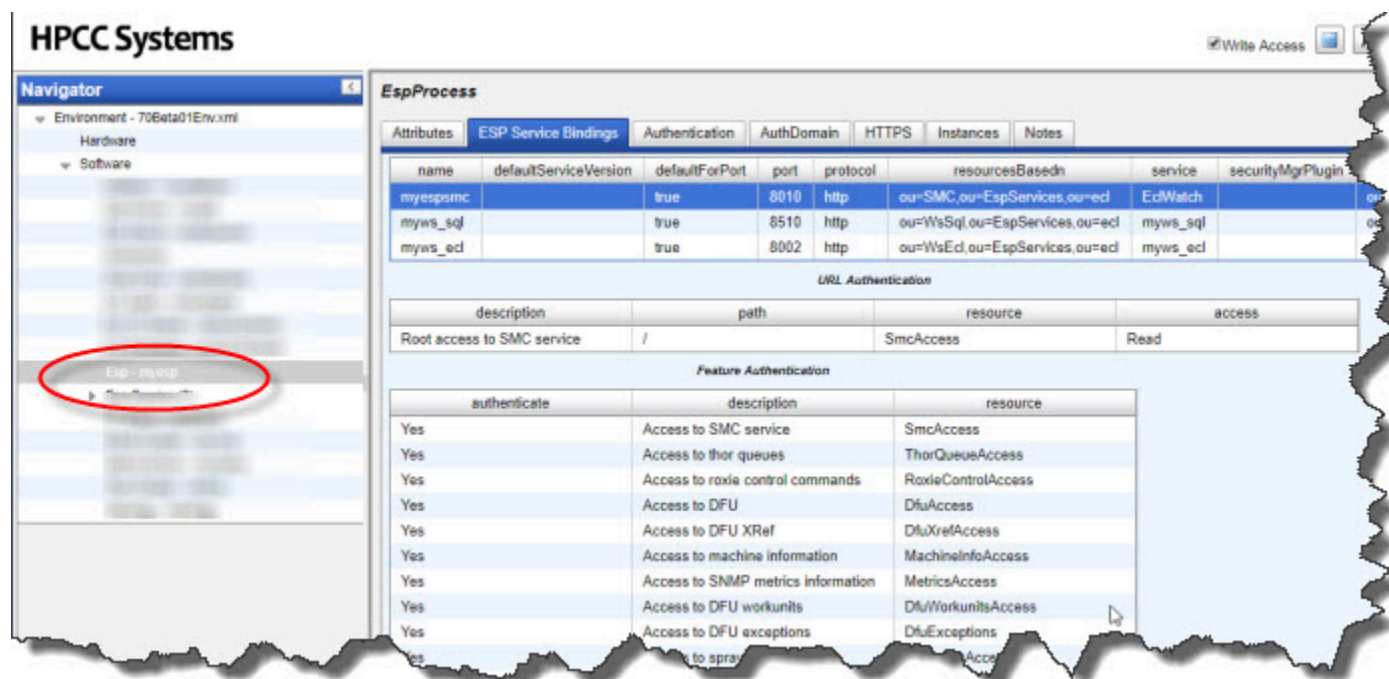 HPCC Systems
Write Access
Navigator
Environment - 70Beta01Env.xml
Hardware
Software
Esp - myesp
EspProcess
Attributes ESP Service Bindings Authentication AuthDomain HTTPS Instances Notes
name defaultServiceVersion defaultForPort port protocol resourcesBasedn service securityMgrPlugin
myespsmc true 8010 http ou=SMC,ou=EspServices,ou=ecl EclWatch
myws_sql true 8510 http ou=WsSql,ou=EspServices,ou=ecl myws_sql
myws_ecl true 8002 http ou=WsEcl,ou=EspServices,ou=ecl myws_ecl
URL Authentication
description path resource access
Root access to SMC service / SmcAccess Read
Feature Authentication
authenticate description resource
Yes Access to SMC service SmcAccess
Yes Access to thor queues ThorQueueAccess
Yes Access to roxie control commands RoxieControlAccess
Yes Access to DFU DfuAccess
Yes Access to DFU XRef DfuXrefAccess
Yes Access to machine information MachineInfoAccess
Yes Access to SNMP metrics information MetricsAccess
Yes Access to DFU workunits DfuWorkunitsAccess
Yes Access to DFU exceptions DfuExceptions
Yes to